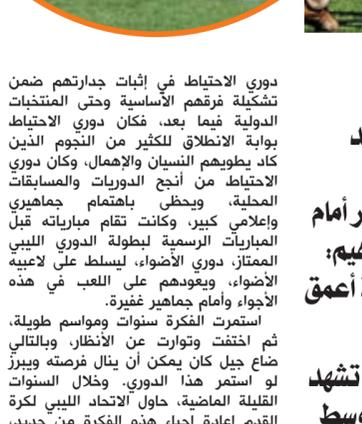 دوري الاحتياط في إثبات جدارتهم ضمن
تشكيلة فرقهم الأساسية وحتى المنتخبات
الدولية فيما بعد، فكان دوري الاحتياط
بوابة الانطلاق للكثير من النجوم الذين
كاد يطويهم النسيان والإهمال، وكان دوري
الاحتياط من أنجح الدوريات والمسابقات
المحلية، ويحظى باهتمام جماهيري
وإعلامي كبير، وكانت تقام مبارياته قبل
المباريات الرسمية لبطولة الدوري الليبي
الممتاز، دوري الأضواء، ليسلط على لاعبيه
الأضواء، ويعودهم على اللعب في هذه
الأجواء وأمام جماهير غفيرة.
استمرت الفكرة سنوات ومواسم طويلة،
ثم اختفت وتوارت عن الأنظار، وبالتالي
ضاع جيل كان يمكن أن ينال فرصته ويبرز
لو استمر هذا الدوري. وخلال السنوات
القليلة الماضية، حاول الاتحاد الليبي لكرة
القدم إعادة إحياء هذه الفكرة من جديد،
ر أمام
هيم:
أعمق
تشهد
وسط